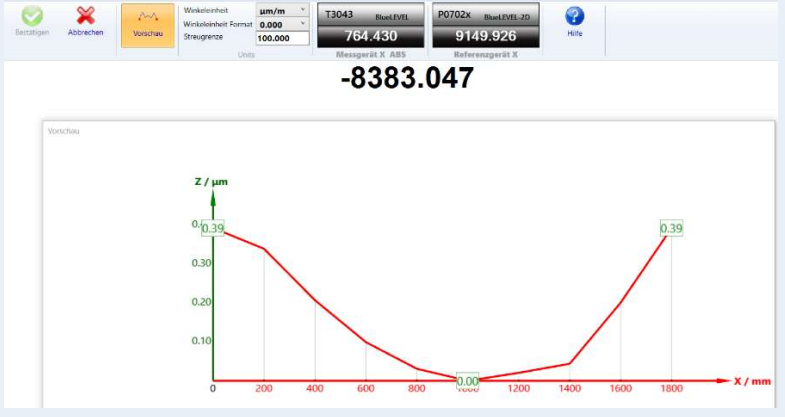 Bestätigen
Abbrechen
Vorschau
Winkeleinheit µm/m
Winkeleinheit Format 0.000
Streugrenze 100.000
Units
T3043 BlueLEVEL
764.430
Messgerät X ABS
P0702x BlueLEVEL-2D
9149.926
Referenzgerät X
Hilfe
-8383.047
Vorschau
Z / µm
0.39
0.39
0.30
0.20
0.10
0.00
0 200 400 600 800 1200 1400 1600 1800
X / mm